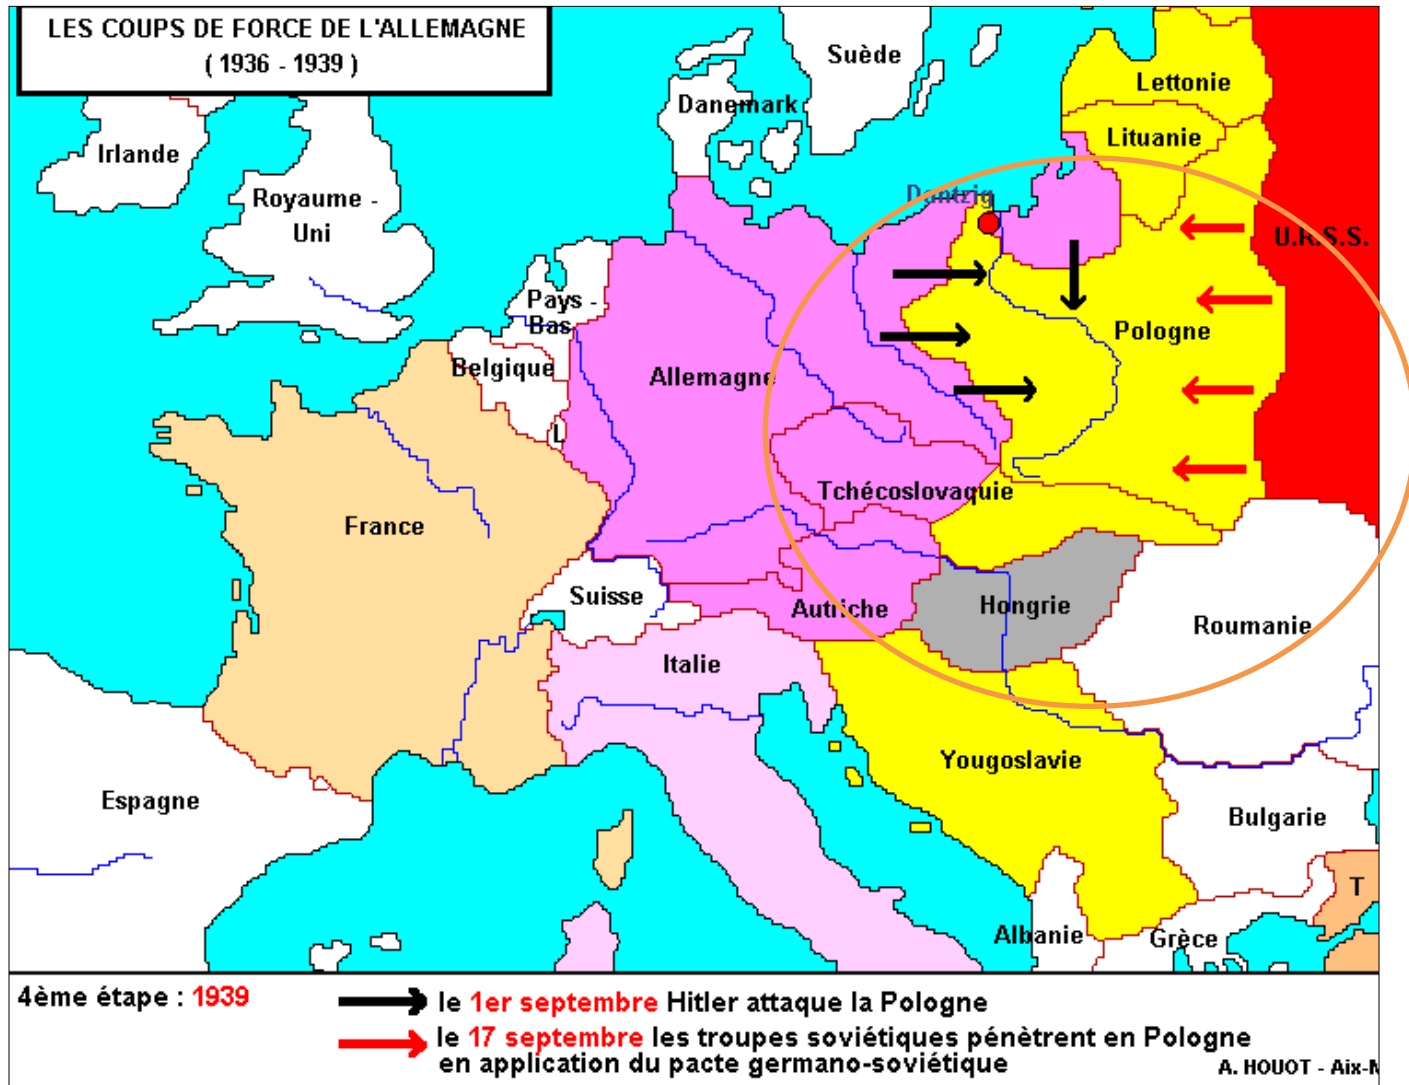 LES COUPS DE FORCE DE L'ALLEMAGNE
( 1936 - 1939 )
Suède
Lettonie
Danemark
Lituanie
Irlande
Royaume -
Uni
Dantzig
U.R.S.S.
Pays -
Bas
Pologne
Belgique
Allemagne
L
Tchécoslovaquie
France
Suisse
Autriche
Hongrie
Roumanie
Italie
Yougoslavie
Espagne
Bulgarie
T
Albanie
Grèce
4ème étape : 1939
le 1er septembre Hitler attaque la Pologne
le 17 septembre les troupes soviétiques pénètrent en Pologne
en application du pacte germano-soviétique
A. HOUOT - Aix-